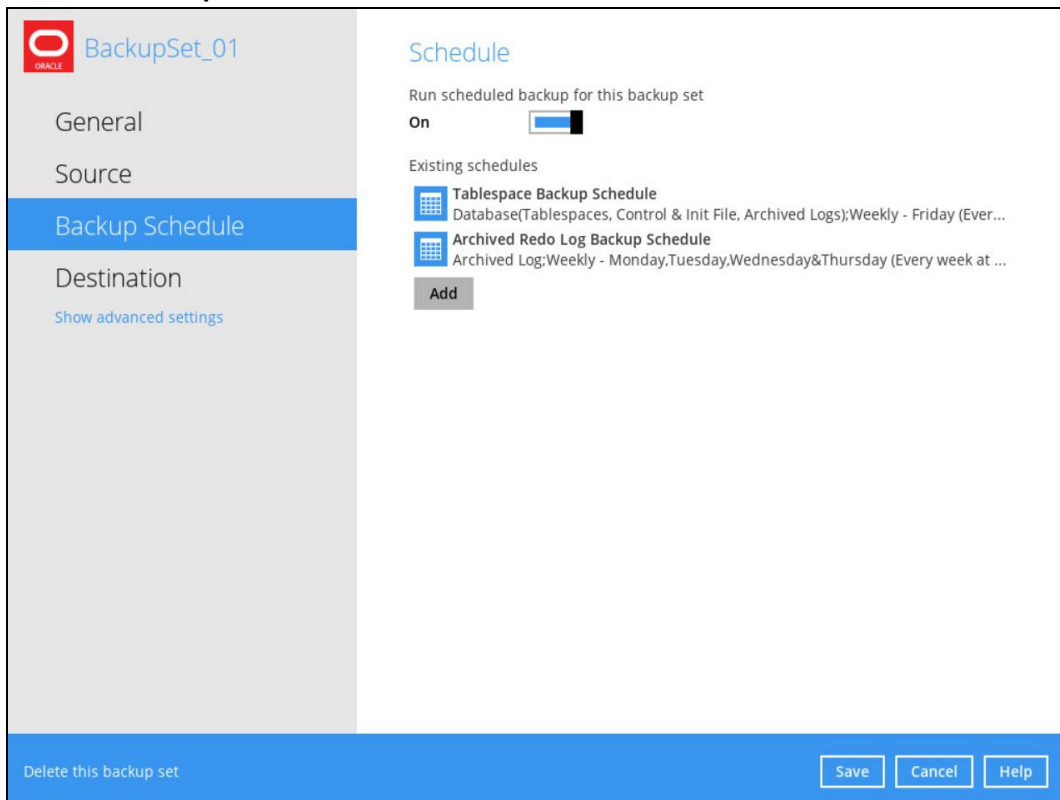 ORACLE
BackupSet_01
General
Source
Backup Schedule
Destination
Show advanced settings
Schedule
Run scheduled backup for this backup set
On
Existing schedules
Tablespace Backup Schedule
Database(Tablespaces, Control & Init File, Archived Logs);Weekly - Friday (Ever...
Archived Redo Log Backup Schedule
Archived Log;Weekly - Monday,Tuesday,Wednesday&Thursday (Every week at ...
Add
Delete this backup set
Save
Cancel
Help